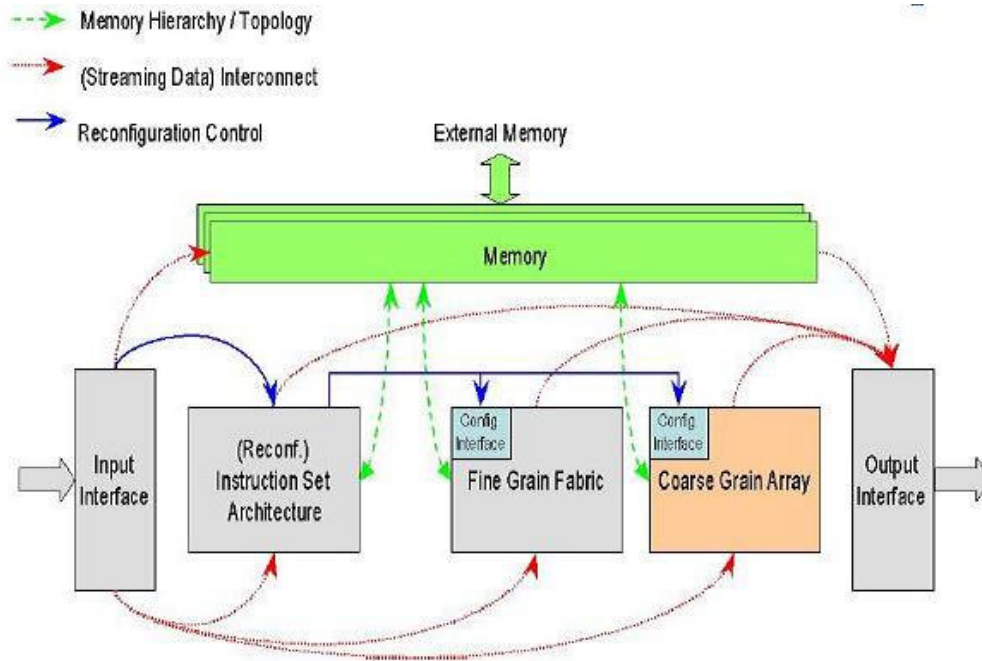 Memory Hierarchy / Topology
(Streaming Data) Interconnect
Reconfiguration Control
External Memory
Memory
Input
Interface
(Reconf.)
Instruction Set
Architecture
Config.
Interface
Fine Grain Fabric
Config.
Interface
Coarse Grain Array
Output
Interface